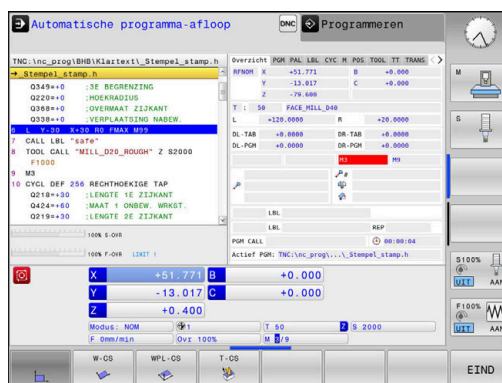 Automatische programma-afloop
DNC
Programmeren
TNC:\nc_prog\BHB\Klartext\_Stempel_stamp.h
→_Stempel_stamp.h
Q349=+0 ;3E BEGRENZING
Q220=+0 ;HOEKRADIUS
Q368=+0 ;OVERMAAT ZIJKANT
Q338=+0 ;VERPLAATSING NABEW.
6 L Y-30 X+30 R0 FMAX M99
7 CALL LBL "safe"
8 TOOL CALL "MILL_D20_ROUGH" Z S2000
F1000
9 M3
10 CYCL DEF 256 RECHTHOEKIGE TAP
Q218=+30 ;LENGTE 1E ZIJKANT
Q424=+60 ;MAAT 1 ONBEW. WRKST.
Q219=+30 ;LENGTE 2E ZIJKANT
100% S-OVR
100% F-OVR LIMIT 1
Overzicht PGM PAL LBL CYC M POS TOOL TT TRANS
RFNOM X +51.771 B +0.000
Y -13.017 C +0.000
Z -79.600
T : 50 FACE_MILL_D40
L +120.0000 R +20.0000
DL-TAB DR-TAB +0.0000
DL-PGM DR-PGM +0.0000
M3 M9
LBL
LBL REP
PGM CALL 00:00:04
Actief PGM: TNC:\nc_prog\...\_Stempel_stamp.h
X +51.771 B +0.000
Y -13.017 C +0.000
Z +0.400
Modus: NOM 1 T 50 Z S 2000
F 0mm/min Ovr 100% M 3/9
M
S
S100%
UIT AAN
F100%
UIT AAN
W-CS WPL-CS T-CS
EIND